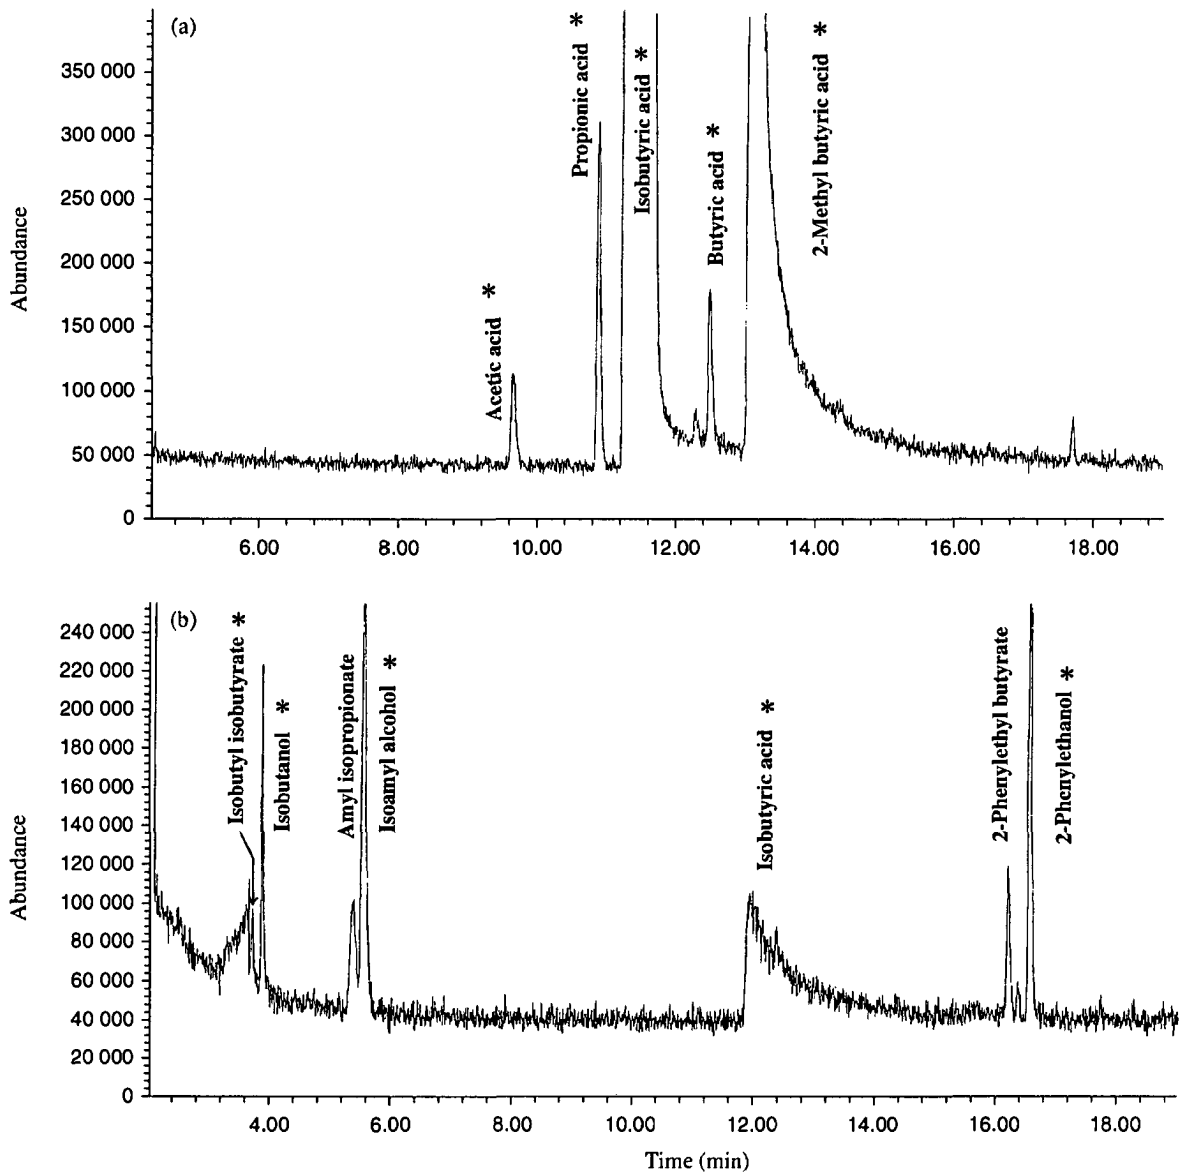 (a)
Abundance
350 000
300 000
250 000
200 000
150 000
100 000
50 000
0
Acetic acid *
Propionic acid *
Isobutyric acid *
Butyric acid *
2-Methyl butyric acid *
6.00 8.00 10.00 12.00 14.00 16.00 18.00
(b)
Abundance
240 000
220 000
200 000
180 000
160 000
140 000
120 000
100 000
80 000
60 000
40 000
20 000
0
Isobutyl isobutyrate *
Isobutanol *
Amyl isopropionate
Isoamyl alcohol *
Isobutyric acid *
2-Phenylethyl butyrate
2-Phenylethanol *
4.00 6.00 8.00 10.00 12.00 14.00 16.00 18.00
Time (min)